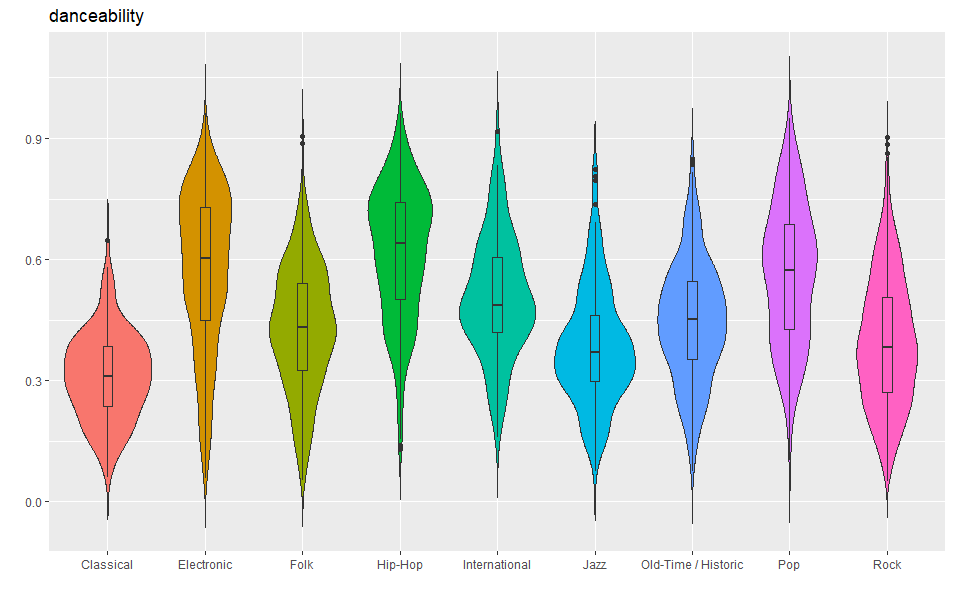 danceability
0.9
0.6
0.3
0.0
Classical Electronic Folk Hip-Hop International Jazz Old-Time / Historic Pop Rock